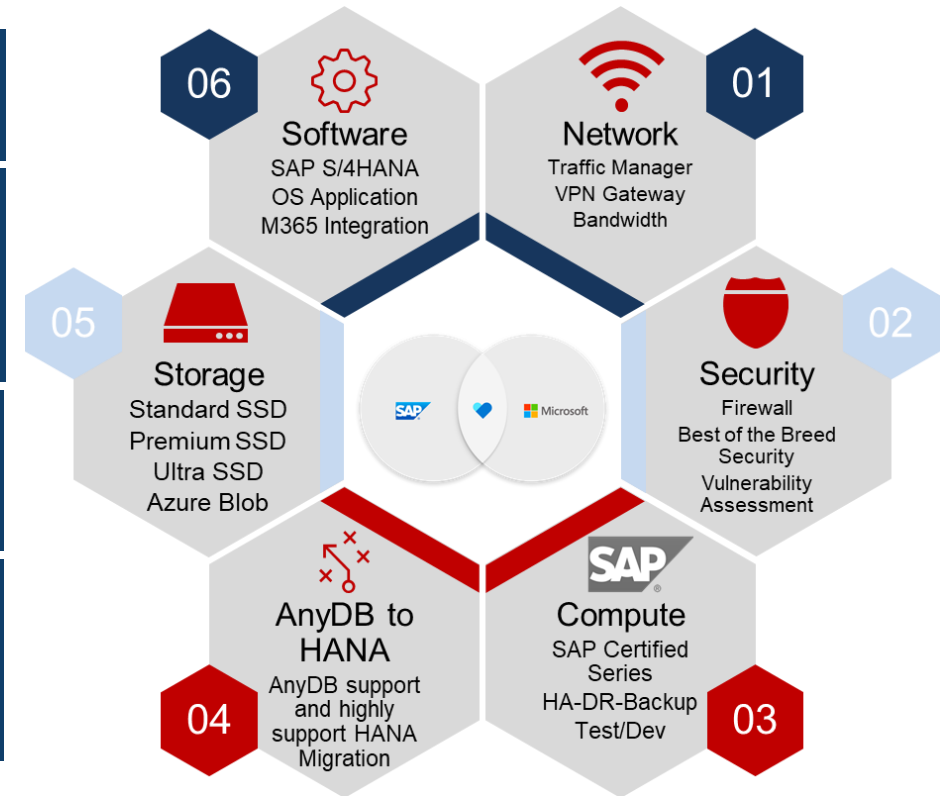 01
Network
Traffic Manager
VPN Gateway
Bandwidth
02
Security
Firewall
Best of the Breed
Security
Vulnerability
Assessment
03
SAP
®
Compute
SAP Certified
Series
HA-DR-Backup
Test/Dev
04
AnyDB to
HANA
AnyDB support
and highly
support HANA
Migration
05
Storage
Standard SSD
Premium SSD
Ultra SSD
Azure Blob
06
Software
SAP S/4HANA
OS Application
M365 Integration
SAP
Microsoft